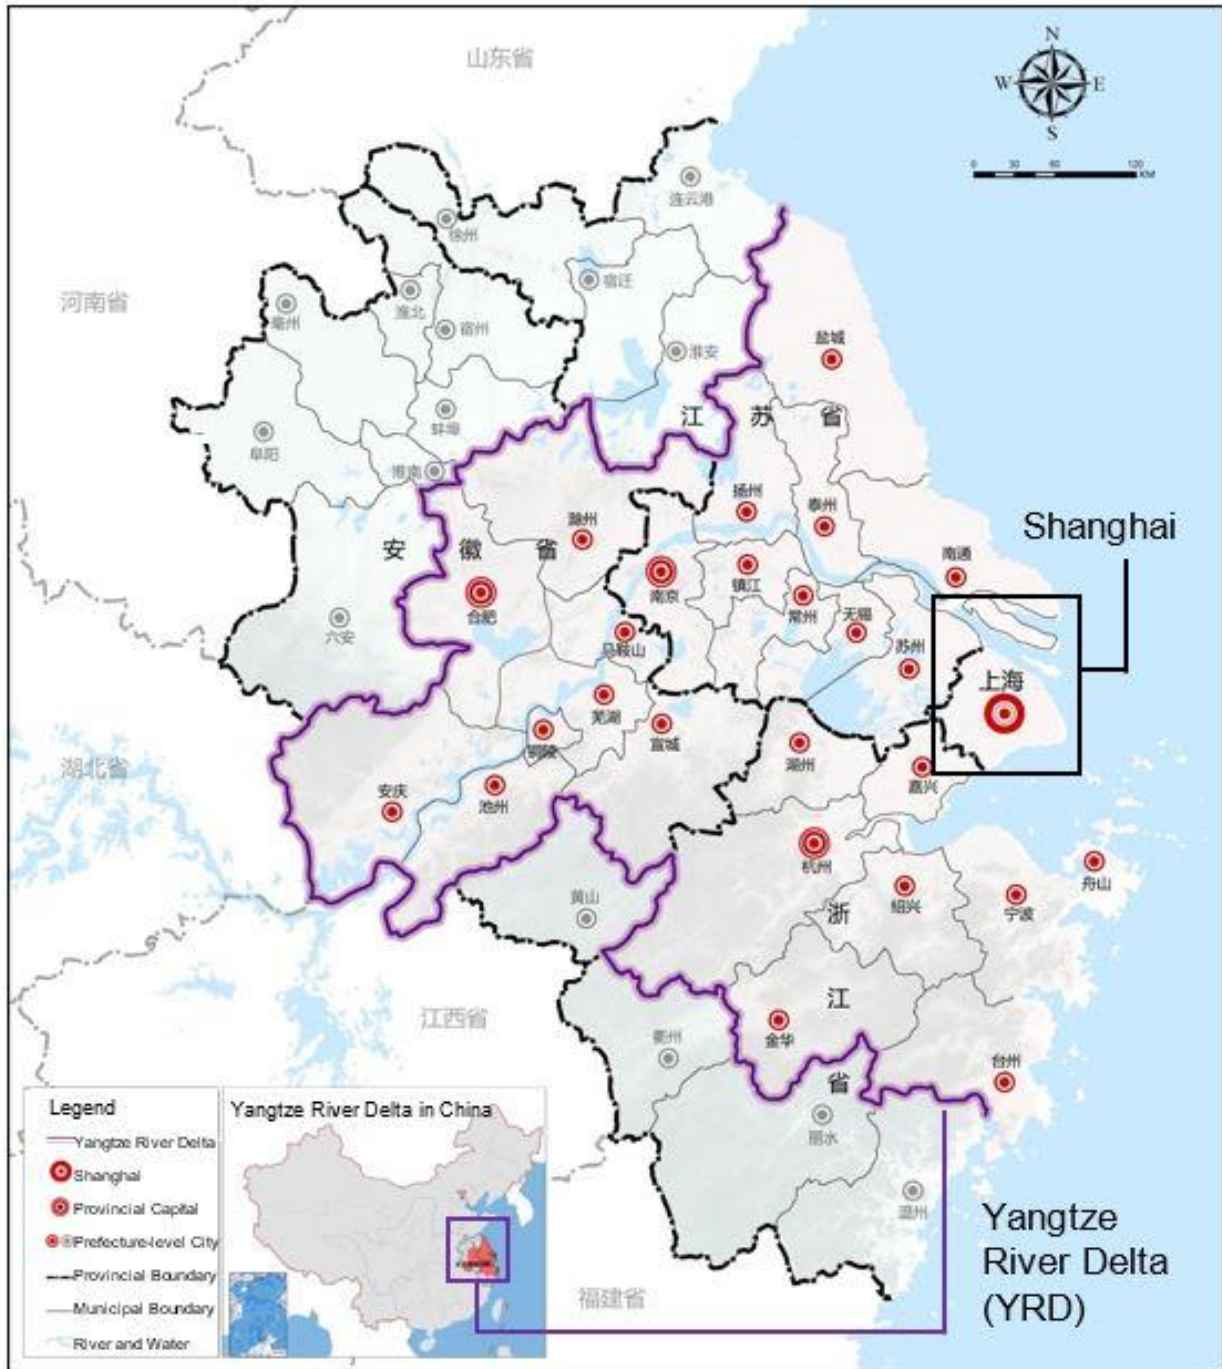 山东省
N
W
E
S
0 30 60 120
KM
连云港
徐州
宿迁
河南省
亳州
淮北
宿州
盐城
淮安
江 苏 省
蚌埠
阜阳
淮南
扬州
泰州
Shanghai
滁州
安 徽 省
南通
南京
镇江
合肥
常州
无锡
六安
马鞍山
苏州
上海
芜湖
铜陵
宣城
湖州
湖北省
嘉兴
安庆
池州
杭州
舟山
绍兴
宁波
黄山
浙
江
江西省
金华
衢州
台州
省
丽水
温州
Legend
Yangtze River Delta
Shanghai
Provincial Capital
Prefecture-level City
Provincial Boundary
Municipal Boundary
River and Water
Yangtze River Delta in China
Yangtze
River Delta
(YRD)
福建省